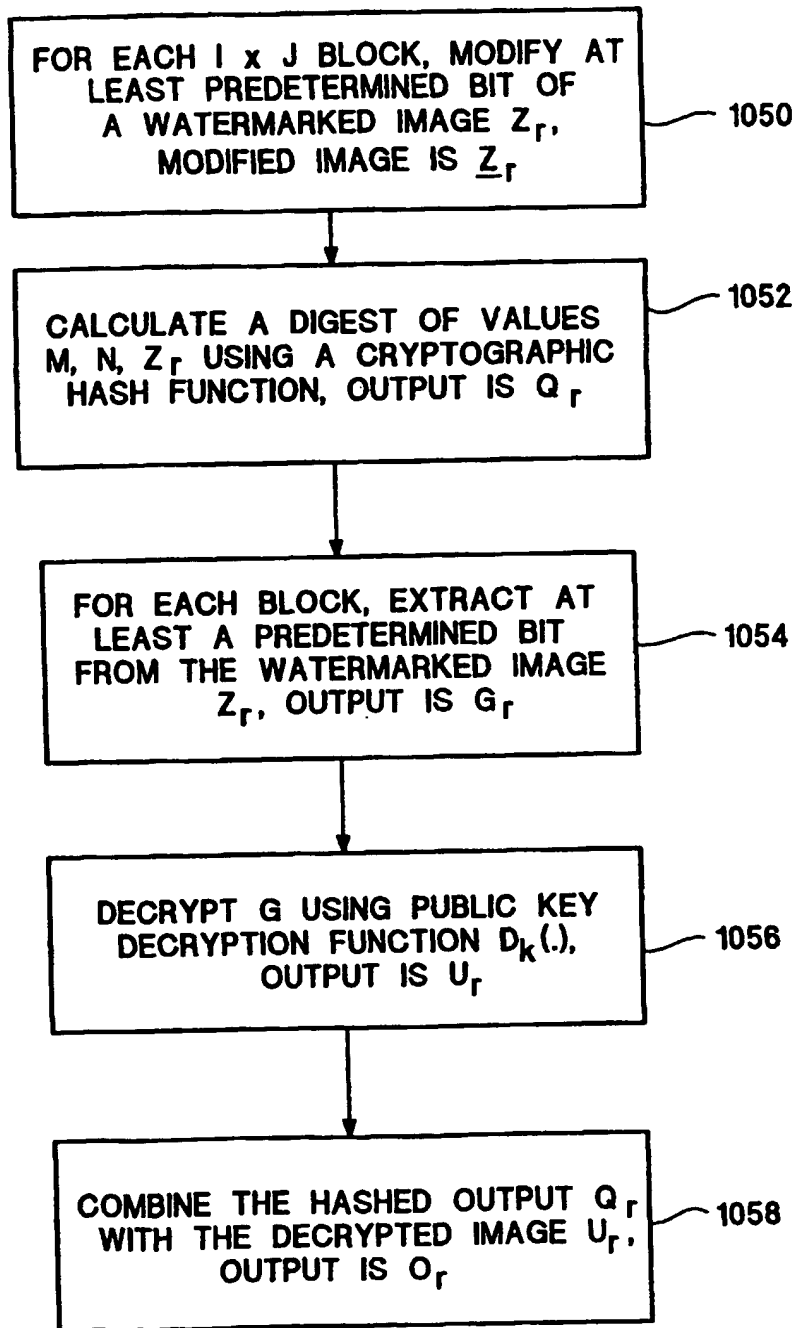 FOR EACH I x J BLOCK, MODIFY AT
LEAST PREDETERMINED BIT OF
A WATERMARKED IMAGE Zr,
MODIFIED IMAGE IS Zr
1050
CALCULATE A DIGEST OF VALUES
M, N, Zr USING A CRYPTOGRAPHIC
HASH FUNCTION, OUTPUT IS Qr
1052
FOR EACH BLOCK, EXTRACT AT
LEAST A PREDETERMINED BIT
FROM THE WATERMARKED IMAGE
Zr, OUTPUT IS Gr
1054
DECRYPT G USING PUBLIC KEY
DECRYPTION FUNCTION Dk(.),
OUTPUT IS Ur
1056
COMBINE THE HASHED OUTPUT Qr
WITH THE DECRYPTED IMAGE Ur,
OUTPUT IS Or
1058